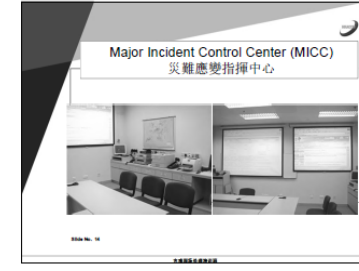 Major Incident Control Center (MICC)
災難應變指揮中心
Slide No. 14